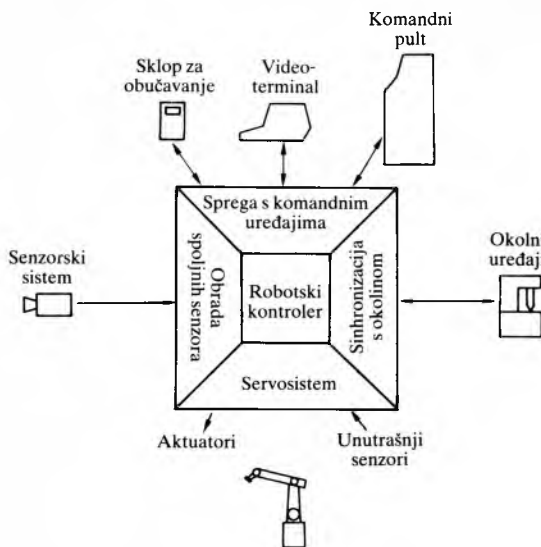 Komandni
pult
Sklop za
obučavanje
Video-
terminal
Sprega s komandnim
uređajima
Senzorski
sistem
Obrada
spoljnih senzora
Robotski
kontroler
Sinhronizacija
s okolinom
Okolni
uređaji
Servosistem
Aktuatori
Unutrašnji
senzori